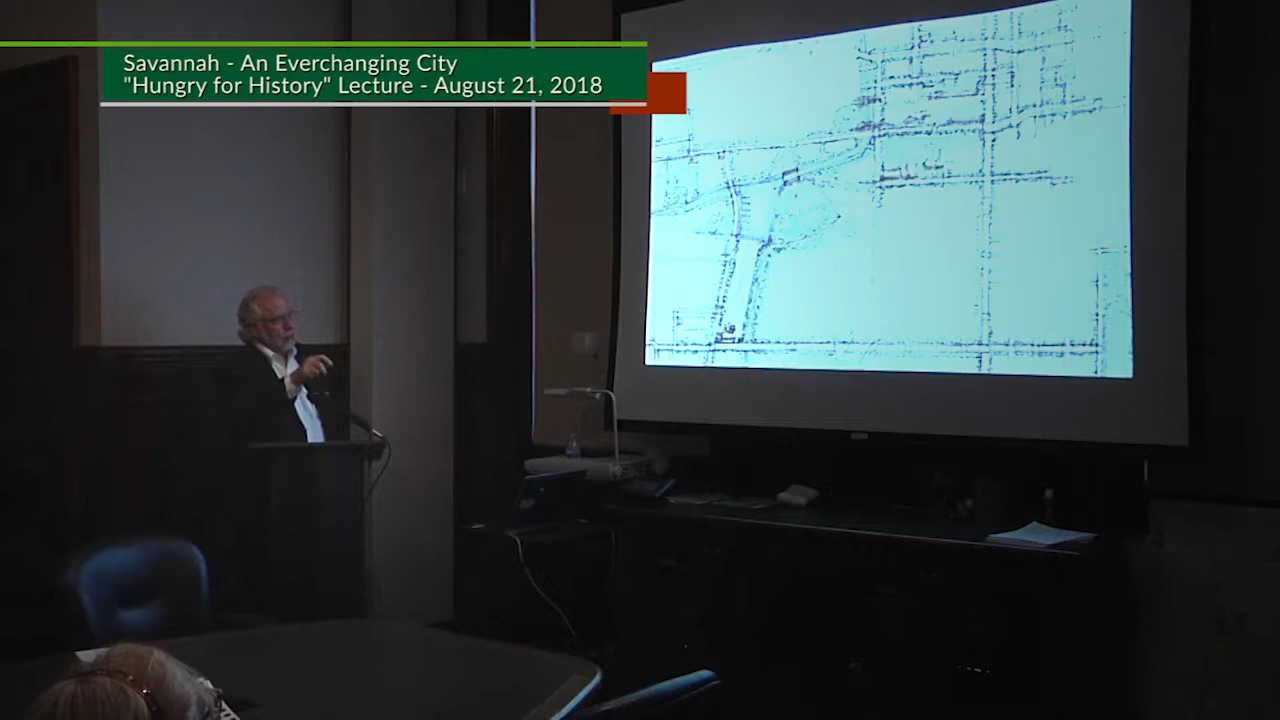 Savannah - An Everchanging City
"Hungry for History" Lecture - August 21, 2018